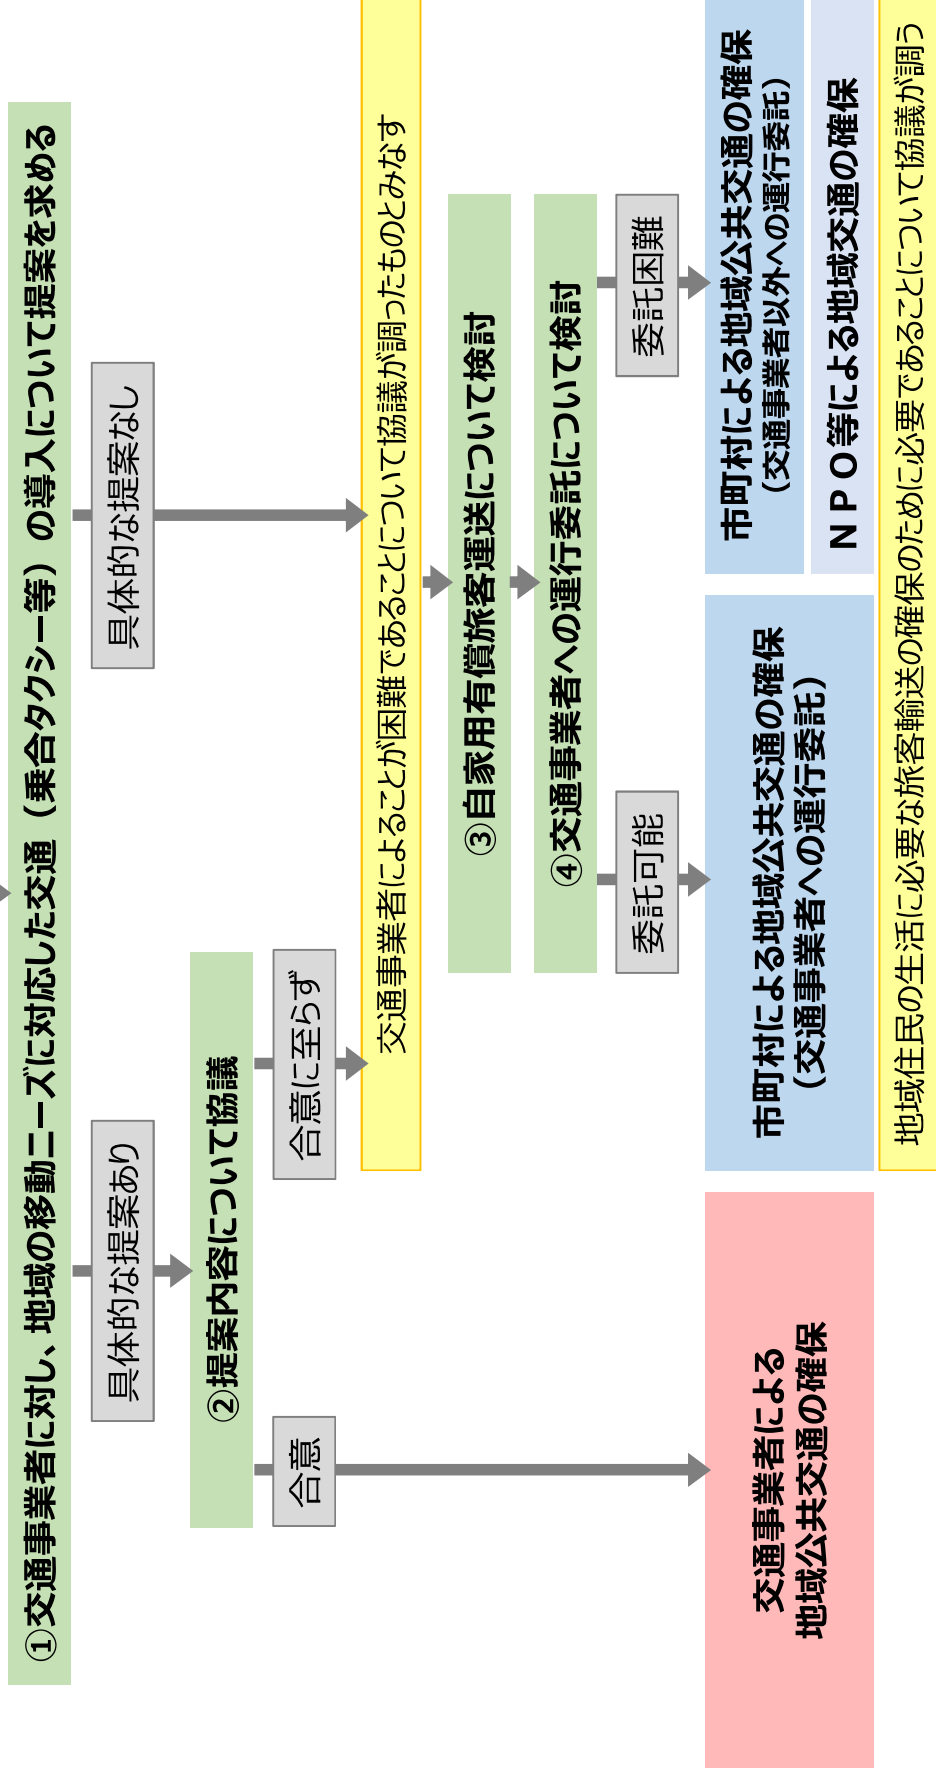 ①交通事業者に対し、地域の移動ニーズに対応した交通（乗合タクシー等）の導入について提案を求める
具体的な提案あり
具体的な提案なし
②提案内容について協議
合意
合意に至らず
交通事業者によることが困難であることについて協議が調ったものとみなす
③自家用有償旅客運送について検討
④交通事業者への運行委託について検討
委託可能
委託困難
交通事業者による
地域公共交通の確保
市町村による地域公共交通の確保
（交通事業者への運行委託）
市町村による地域公共交通の確保
（交通事業者以外への運行委託）
ＮＰＯ等による地域交通の確保
地域住民の生活に必要な旅客輸送の確保のために必要であることについて協議が調う